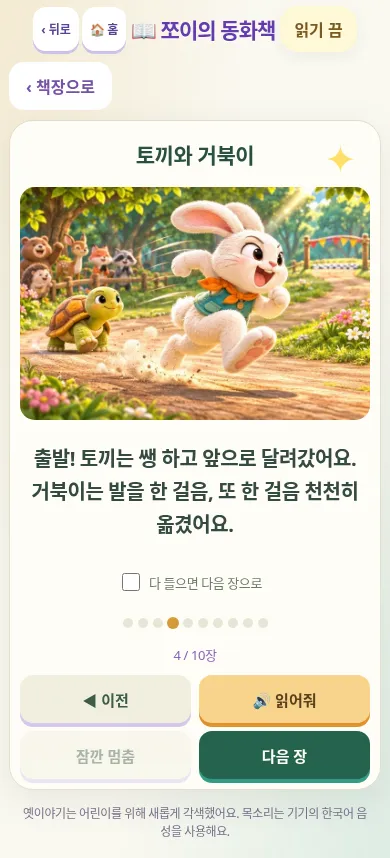 ‹ 뒤로
🏠 홈
📖 쪼이의 동화책
읽기 끔
‹ 책장으로
토끼와 거북이
출발! 토끼는 쌩 하고 앞으로 달려갔어요.
거북이는 발을 한 걸음, 또 한 걸음 천천히
옮겼어요.
다 들으면 다음 장으로
4 / 10장
◀ 이전
🔊 읽어줘
잠깐 멈춤
다음 장
옛이야기는 어린이를 위해 새롭게 각색했어요. 목소리는 기기의 한국어 음
성을 사용해요.